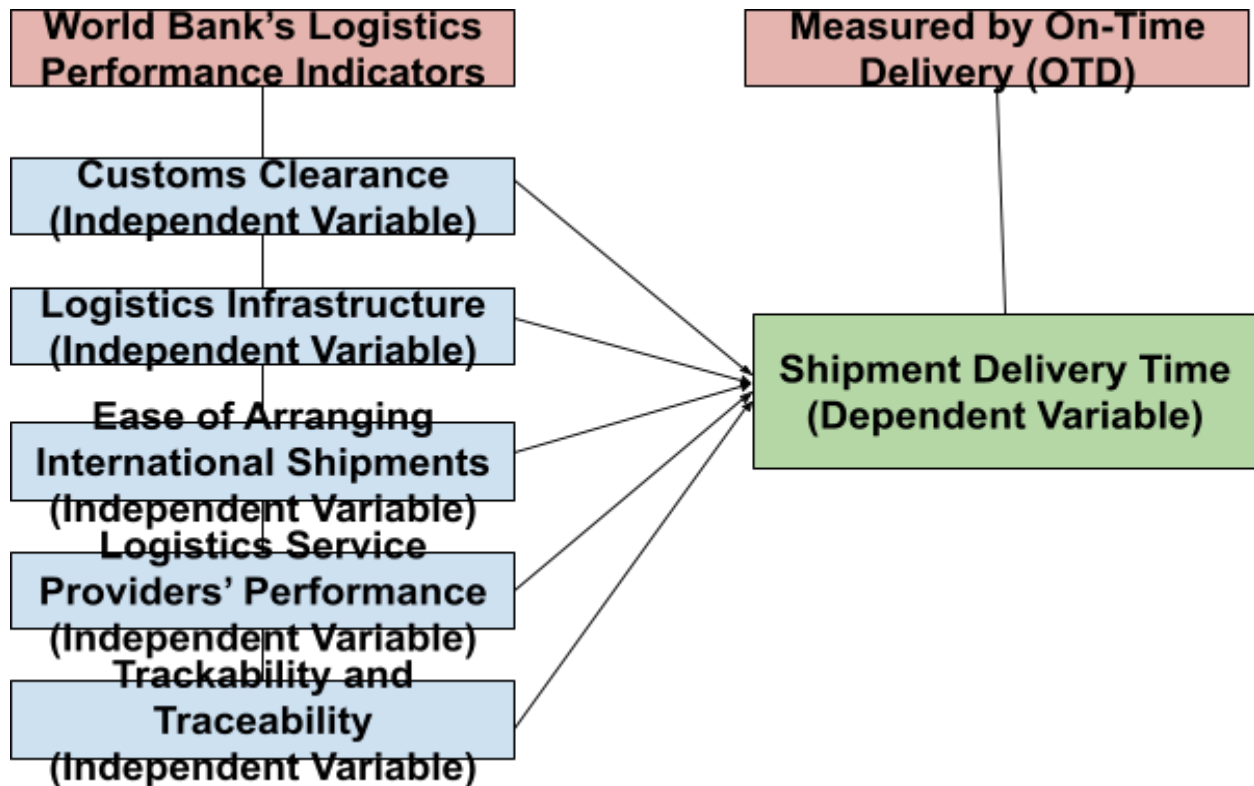 World Bank’s Logistics
Performance Indicators
Measured by On-Time
Delivery (OTD)
Customs Clearance
(Independent Variable)
Logistics Infrastructure
(Independent Variable)
Ease of Arranging
International Shipments
(Independent Variable)
Logistics Service
Providers’ Performance
(Independent Variable)
Trackability and
Traceability
(Independent Variable)
Shipment Delivery Time
(Dependent Variable)